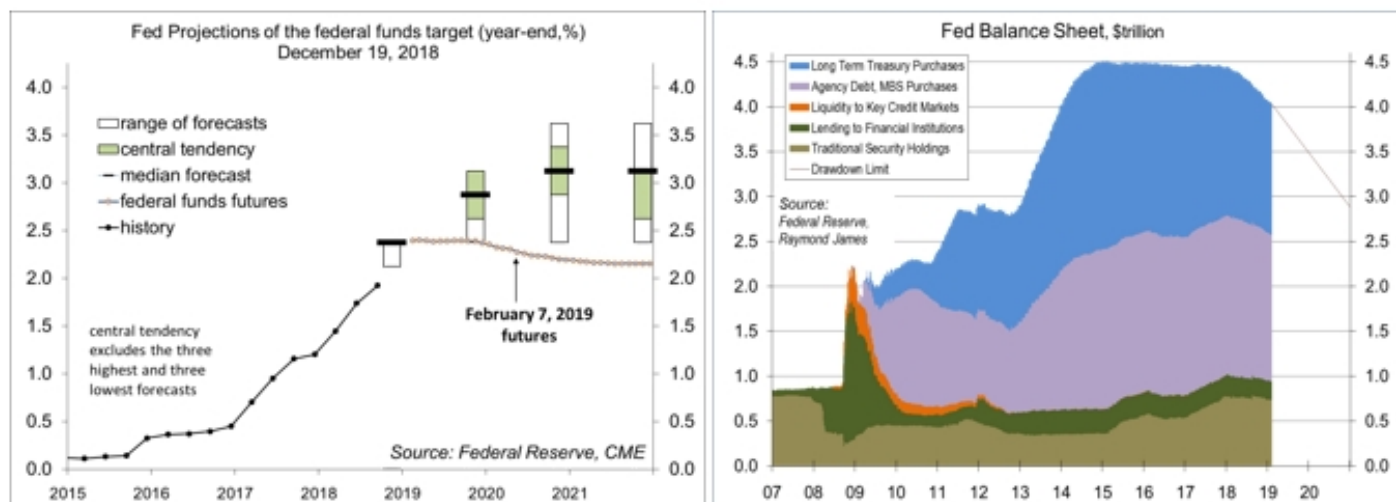 Fed Projections of the federal funds target (year-end,%)
December 19, 2018
4.0
3.5
3.0
2.5
2.0
1.5
1.0
0.5
0.0
range of forecasts
central tendency
median forecast
federal funds futures
history
February 7, 2019
futures
central tendency
excludes the three
highest and three
lowest forecasts
Source: Federal Reserve, CME
4.0
3.5
3.0
2.5
2.0
1.5
1.0
0.5
0.0
2015 2016 2017 2018 2019 2020 2021
Fed Balance Sheet, $trillion
4.5
4.0
3.5
3.0
2.5
2.0
1.5
1.0
0.5
0.0
Long Term Treasury Purchases
Agency Debt, MBS Purchases
Liquidity to Key Credit Markets
Lending to Financial Institutions
Traditional Security Holdings
Drawdown Limit
Source:
Federal Reserve,
Raymond James
4.5
4.0
3.5
3.0
2.5
2.0
1.5
1.0
0.5
0.0
07 08 09 10 11 12 13 14 15 16 17 18 19 20